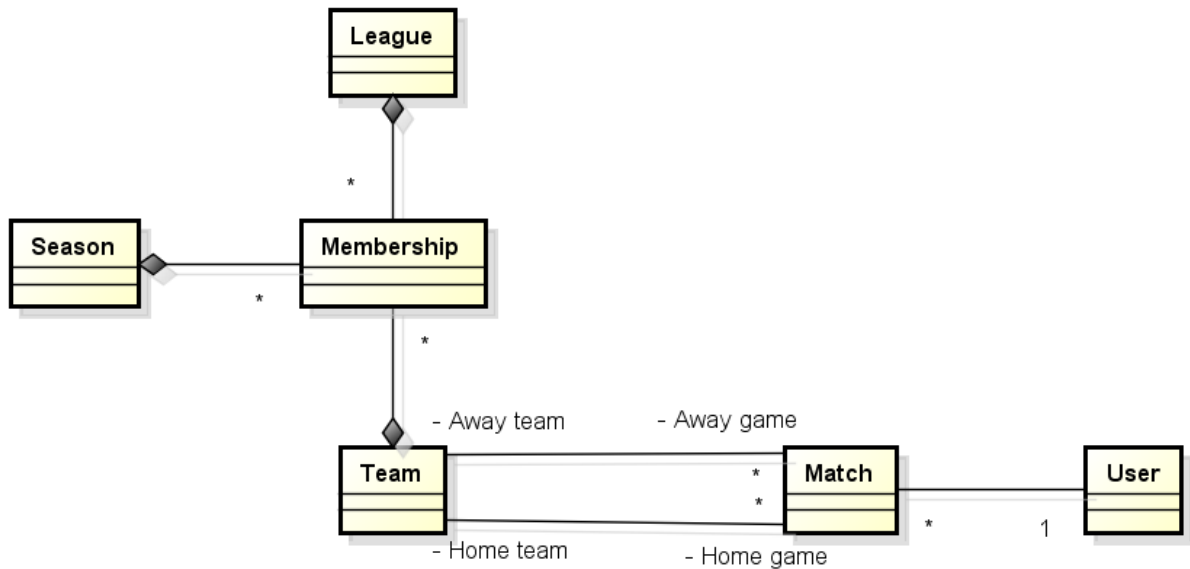 League
*
Season
Membership
*
*
- Away team
- Away game
Team
Match
User
*
*
*
1
- Home team
- Home game